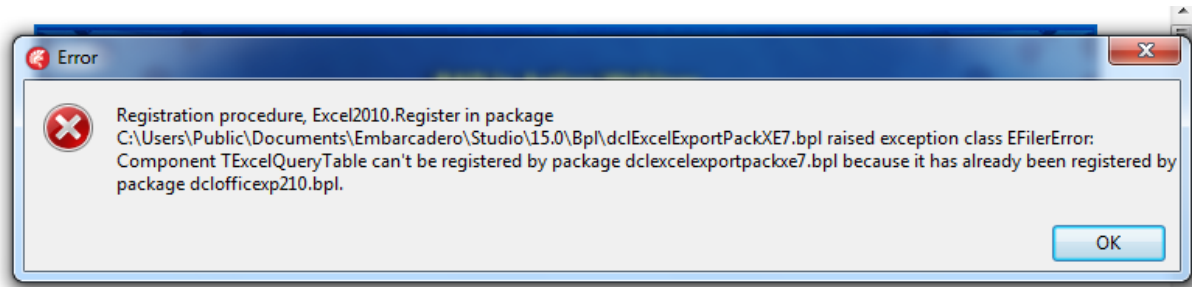 Error
Registration procedure, Excel2010.Register in package
C:\Users\Public\Documents\Embarcadero\Studio\15.0\Bpl\dclExcelExportPackXE7.bpl raised exception class EFilerError:
Component TExcelQueryTable can't be registered by package dclexcelexportpackxe7.bpl because it has already been registered by
package dclofficexp210.bpl.
OK